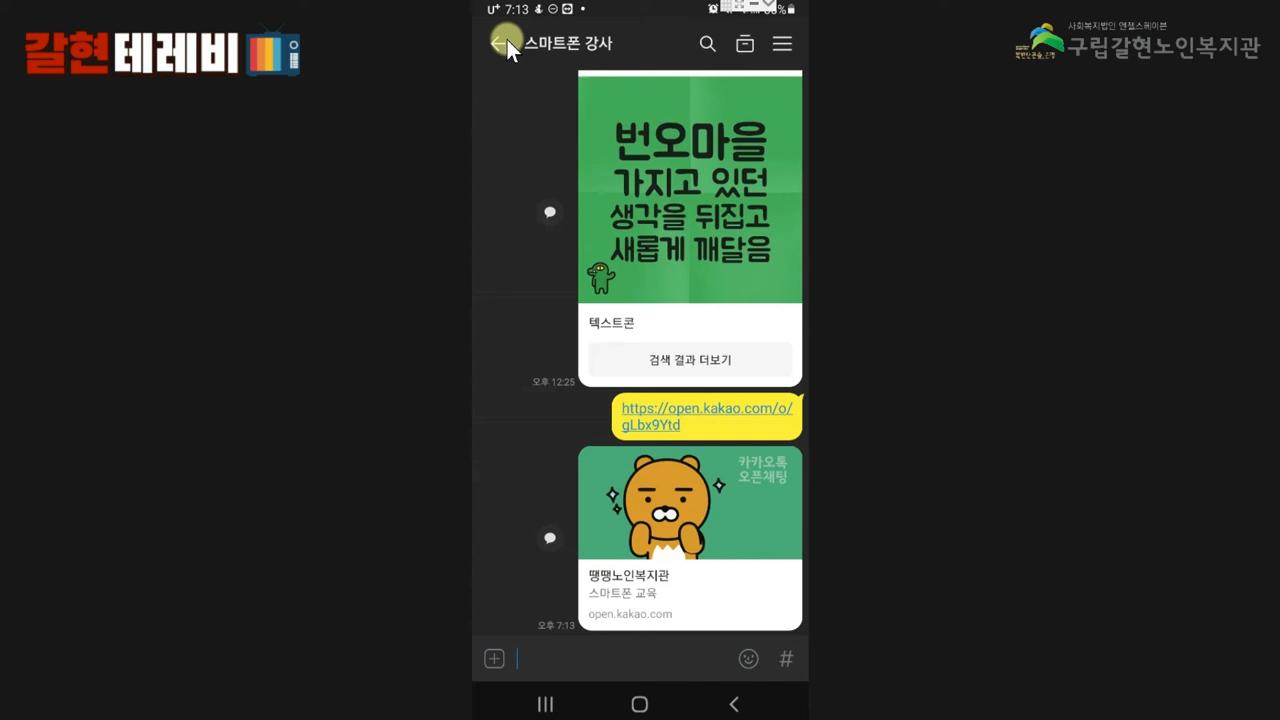 갈현테레비
사회복지법인 엔젤스헤이븐
구립갈현노인복지관
U+ 7:13
스마트폰 강사
번오마을
가지고 있던
생각을 뒤집고
새롭게 깨달음
텍스트콘
검색 결과 더보기
오후 12:25
https://open.kakao.com/o/
gLbx9Ytd
카카오톡
오픈채팅
땡땡노인복지관
스마트폰 교육
open.kakao.com
오후 7:13
#